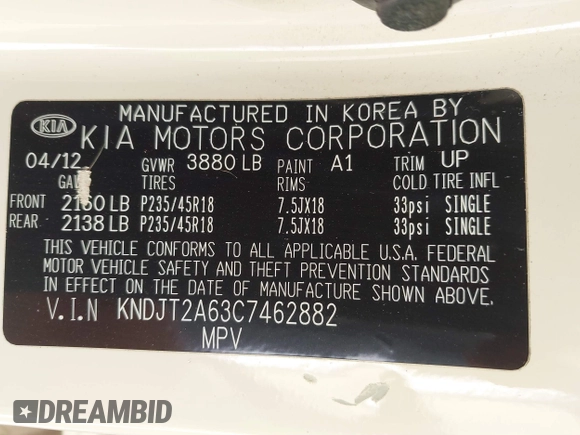 MANUFACTURED IN KOREA BY
KIA KIA MOTORS CORPORATION
04/12 GVWR 3880 LB PAINT A1 TRIM UP
TIRES RIMS COLD TIRE INFL
FRONT LB P235/45R18 7.5JX18 33psi SINGLE
REAR 2138 LB P235/45R18 7.5JX18 33psi SINGLE
THIS VEHICLE CONFORMS TO ALL APPLICABLE U.S.A. FEDERAL
MOTOR VEHICLE SAFETY AND THEFT PREVENTION STANDARDS
IN EFFECT ON THE DATE OF MANUFACTURE SHOWN ABOVE.
V.I.N KNDJT2A63C7462882
MPV
DREAMBID